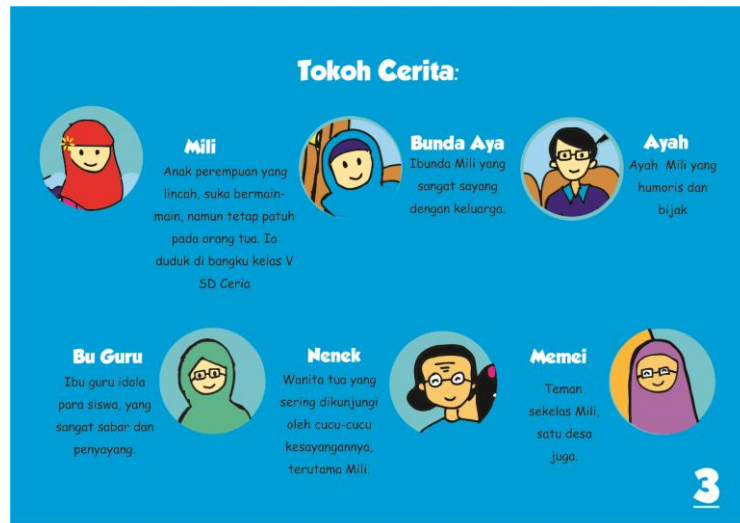 Tokoh Cerita:
Mili
Anak perempuan yang
lincah, suka bermain-
main, namun tetap patuh
pada orang tua. Ia
duduk di bangku kelas V
SD Ceria
Bunda Aya
Ibunda Mili yang
sangat sayang
dengan keluarga.
Ayah
Ayah Mili yang
humoris dan
bijak
Bu Guru
Ibu guru idola
para siswa, yang
sangat sabar dan
penyayang.
Nenek
Wanita tua yang
sering dikunjungi
oleh cucu-cucu
kesayangannya,
terutama Mili.
Memei
Teman
sekelas Mili,
satu desa
juga.
3